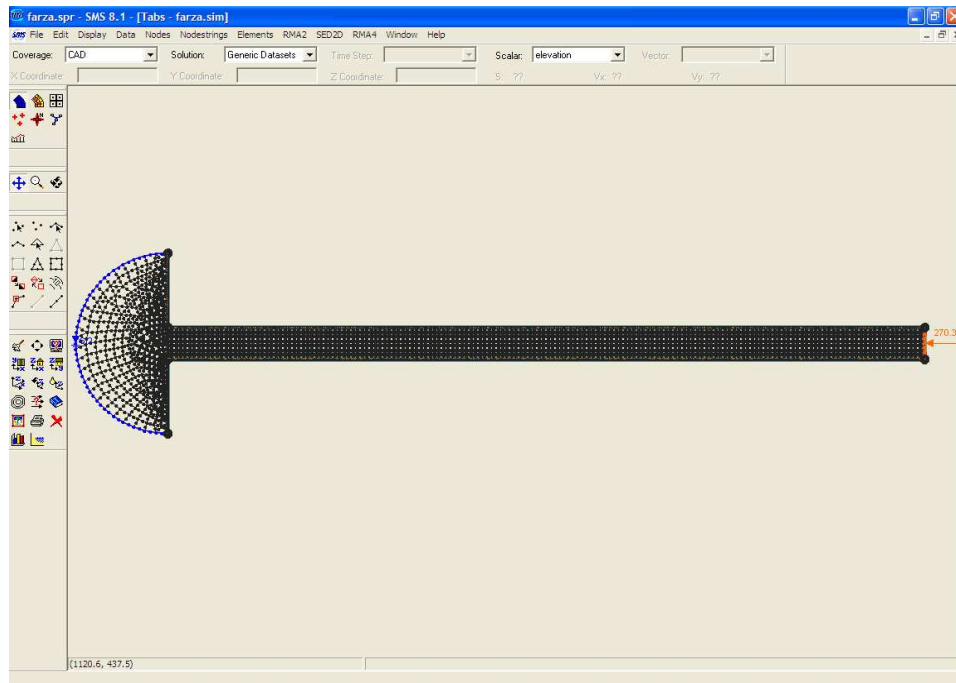 farza.spr - SMS 8.1 - [Tabs - farza.sim]
sms File Edit Display Data Nodes Nodestrings Elements RMA2 SED2D RMA4 Window Help
Coverage: CAD Solution: Generic Datasets Time Step: Scalar: elevation Vector:
X Coordinate: Y Coordinate: Z Coordinate: S: ?? Vx: ?? Vy: ??
270.3
(1120.6, 437.5)